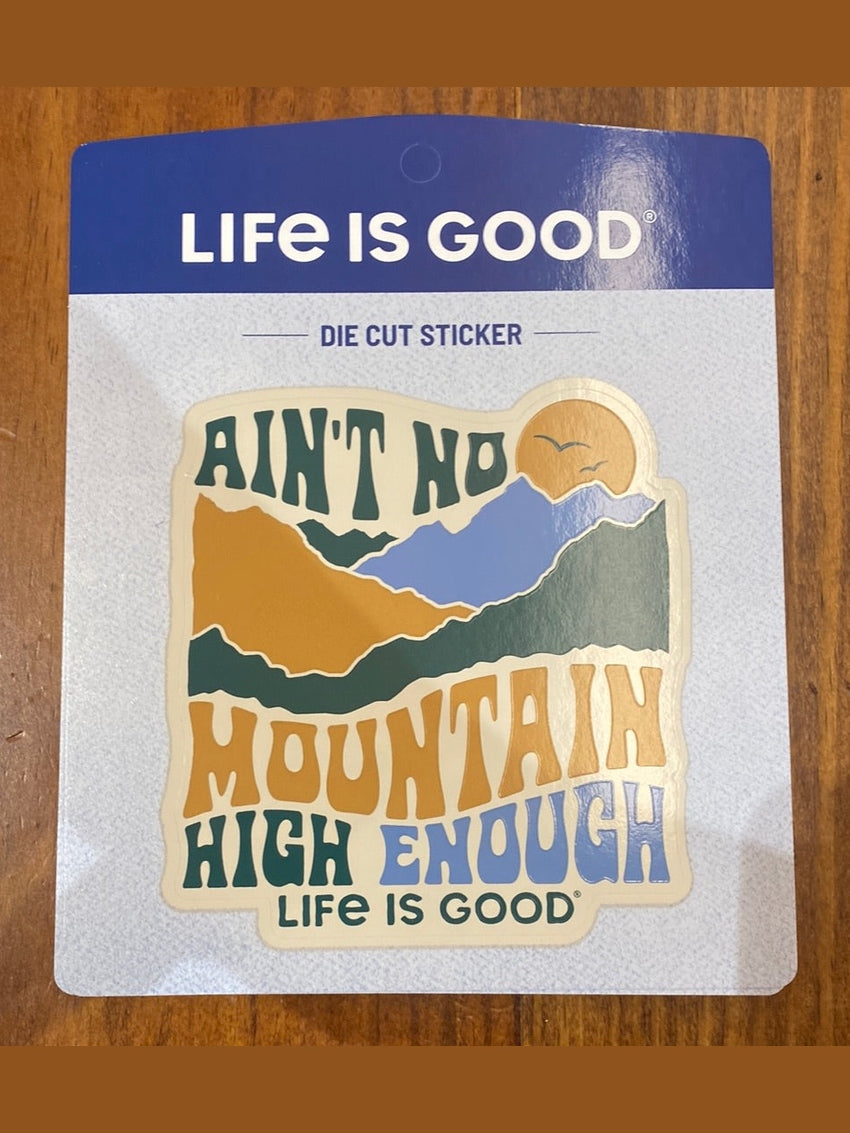 LIFe IS GOOD®
DIE CUT STICKER
AIN'T NO
MOUNTAIN
HIGH ENOUGH
LIFe IS GOOD®